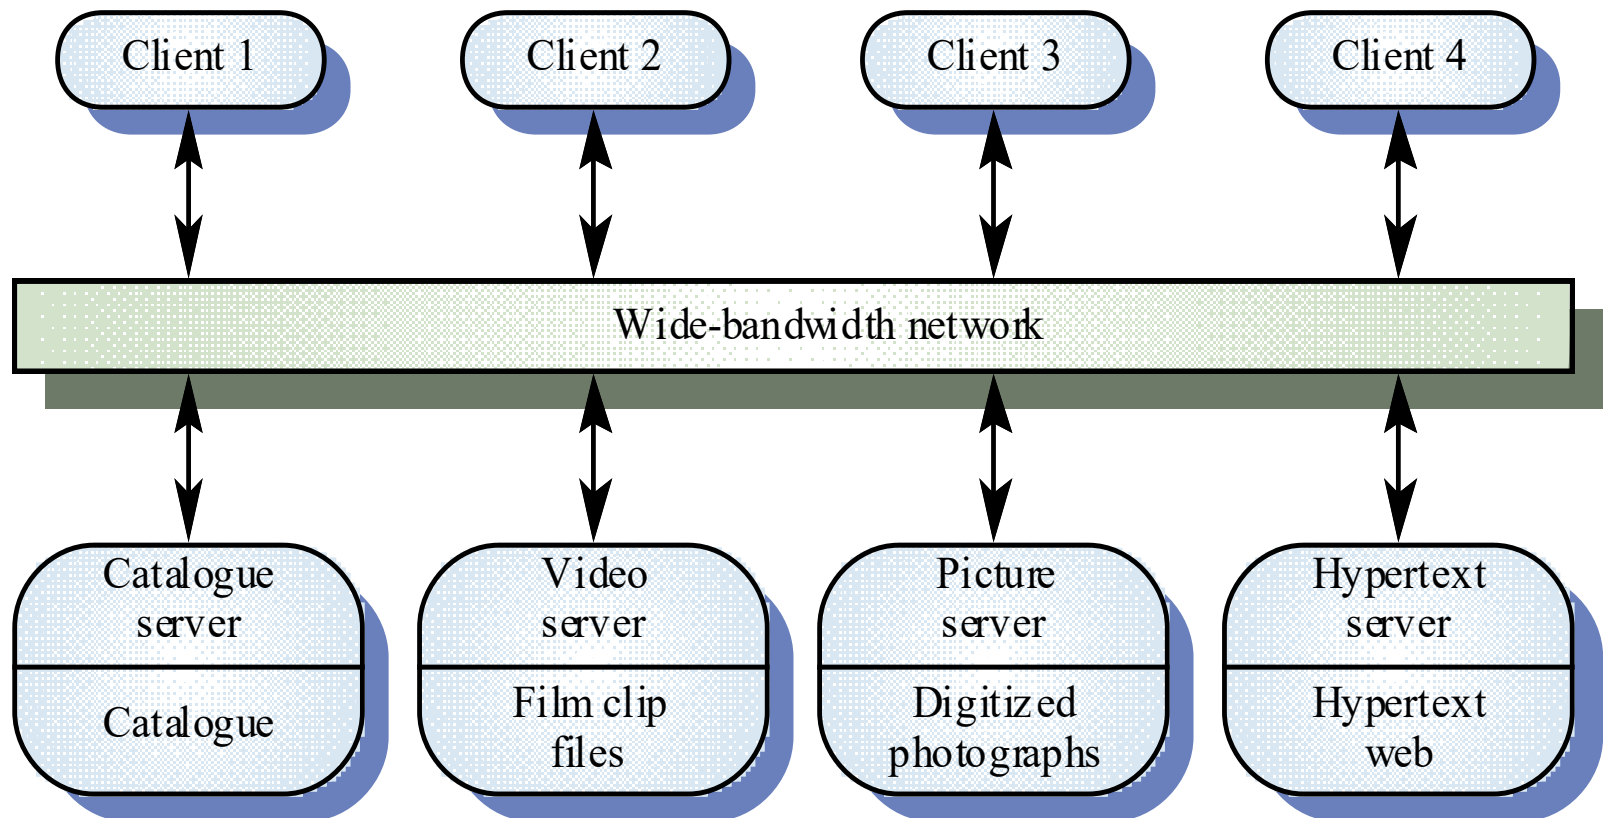 Client 1
Client 2
Client 3
Client 4
Wide-bandwidth network
Catalogue
server
Catalogue
Video
server
Film clip
files
Picture
server
Digitized
photographs
Hypertext
server
Hypertext
web